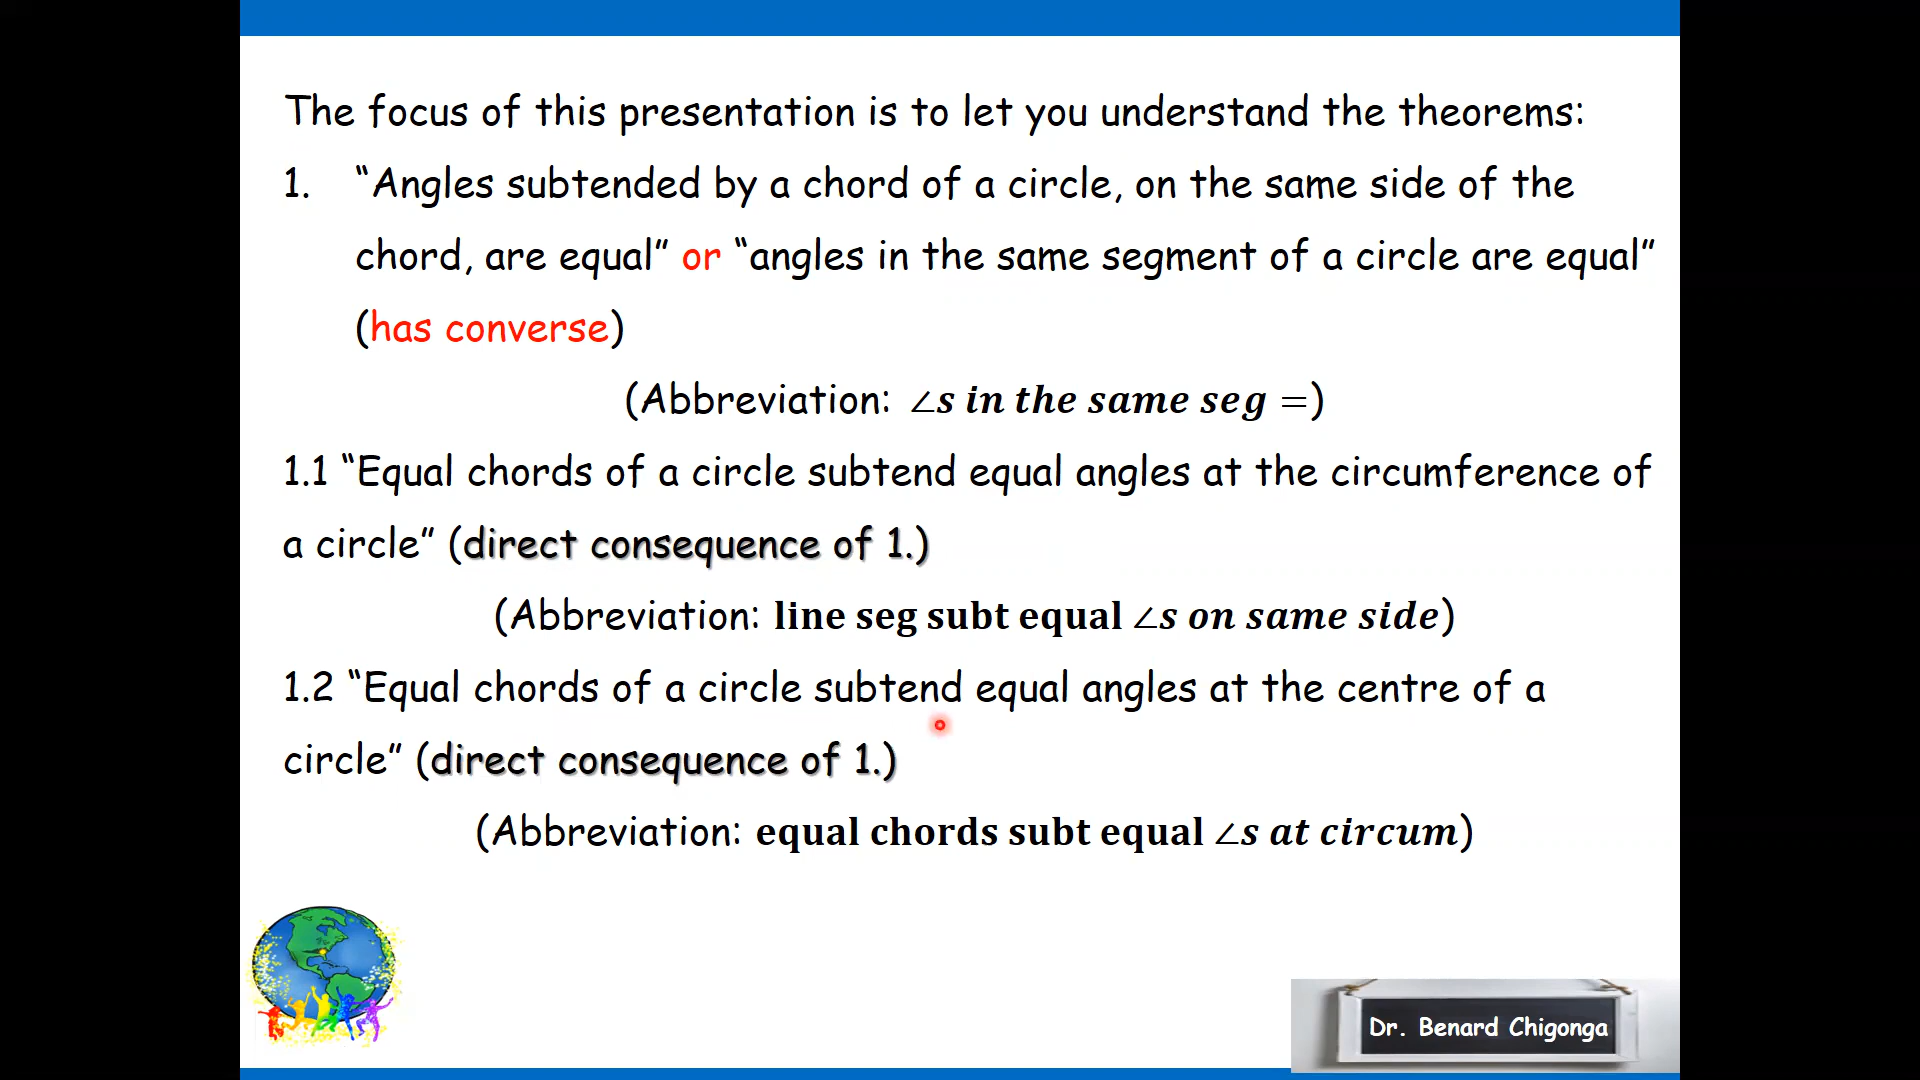 The focus of this presentation is to let you understand the theorems:
1. “Angles subtended by a chord of a circle, on the same side of the
chord, are equal” or “angles in the same segment of a circle are equal”
(has converse)
(Abbreviation: ∠s in the same seg =)
1.1 “Equal chords of a circle subtend equal angles at the circumference of
a circle” (direct consequence of 1.)
(Abbreviation: line seg subt equal ∠s on same side)
1.2 “Equal chords of a circle subtend equal angles at the centre of a
circle” (direct consequence of 1.)
(Abbreviation: equal chords subt equal ∠s at circum)
Dr. Benard Chigonga